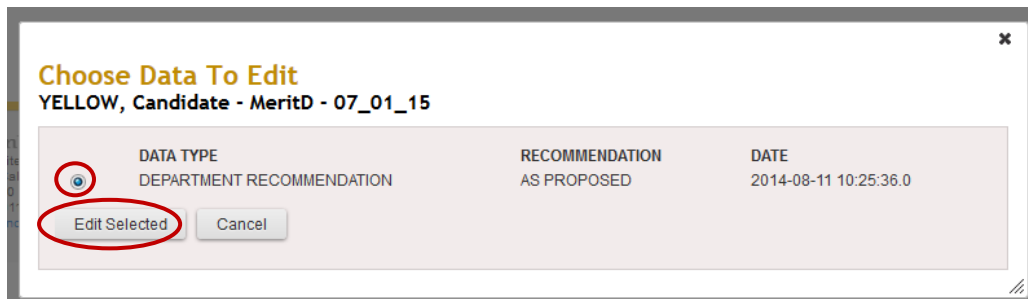 Choose Data To Edit
YELLOW, Candidate - MeritD - 07_01_15
DATA TYPE RECOMMENDATION DATE
DEPARTMENT RECOMMENDATION AS PROPOSED 2014-08-11 10:25:36.0
Edit Selected Cancel